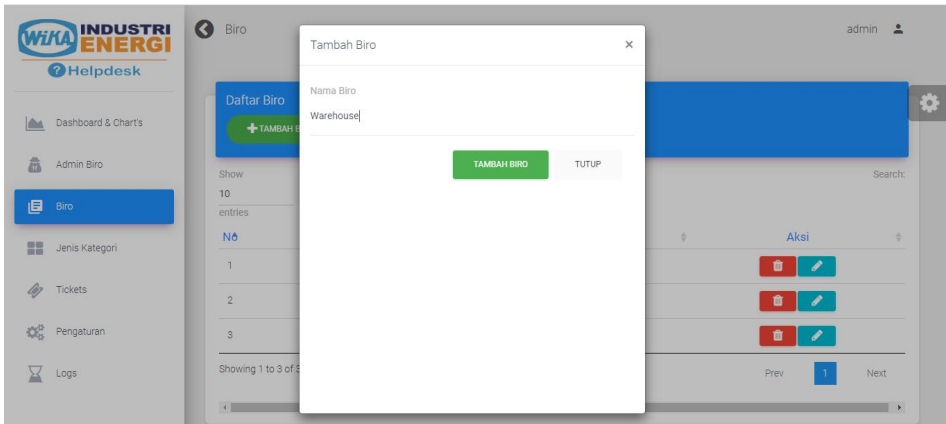 WIKA INDUSTRI ENERGI
?Helpdesk
Dashboard & Chart's
Admin Biro
Biro
Jenis Kategori
Tickets
Pengaturan
Logs
Biro
admin
Daftar Biro
TAMBAH B
Show
10
entries
Search:
No
Aksi
1
2
3
Showing 1 to 3 of 3
Prev
1
Next
Tambah Biro
×
Nama Biro
Warehouse
TAMBAH BIRO
TUTUP